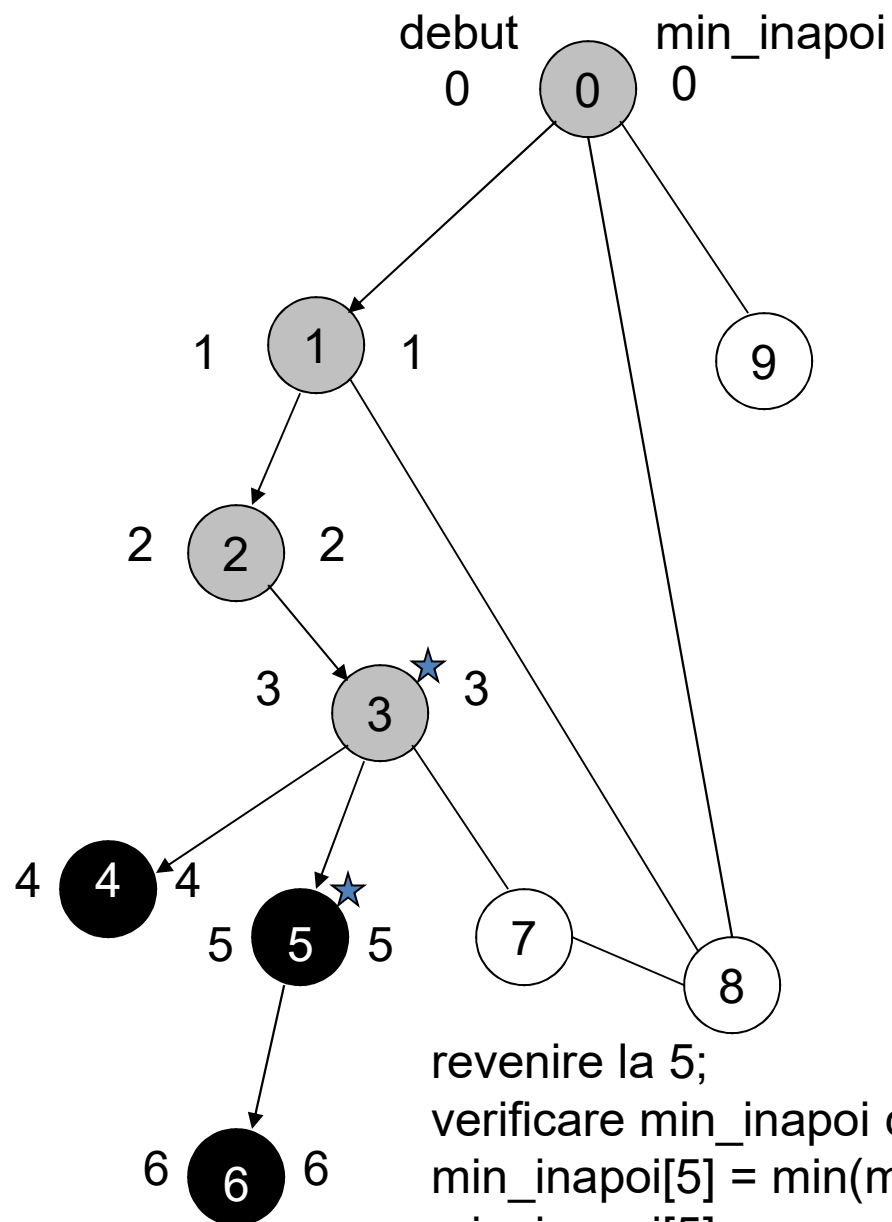 debut min_inapoi
0 0 0
1 1 1
9
2 2 2
3 3 3
4 4 4
5 5 5
7
8
revenire la 5;
verificare min_inapoi
min_inapoi[5] = min(
6 6 6